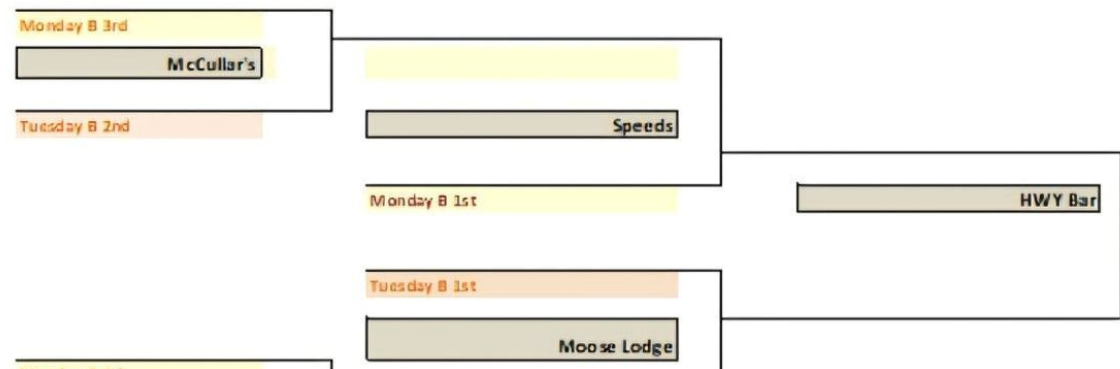 Monday B 3rd
McCullar's
Tuesday B 2nd
Speeds
Monday B 1st
HWY Bar
Tuesday B 1st
Moose Lodge